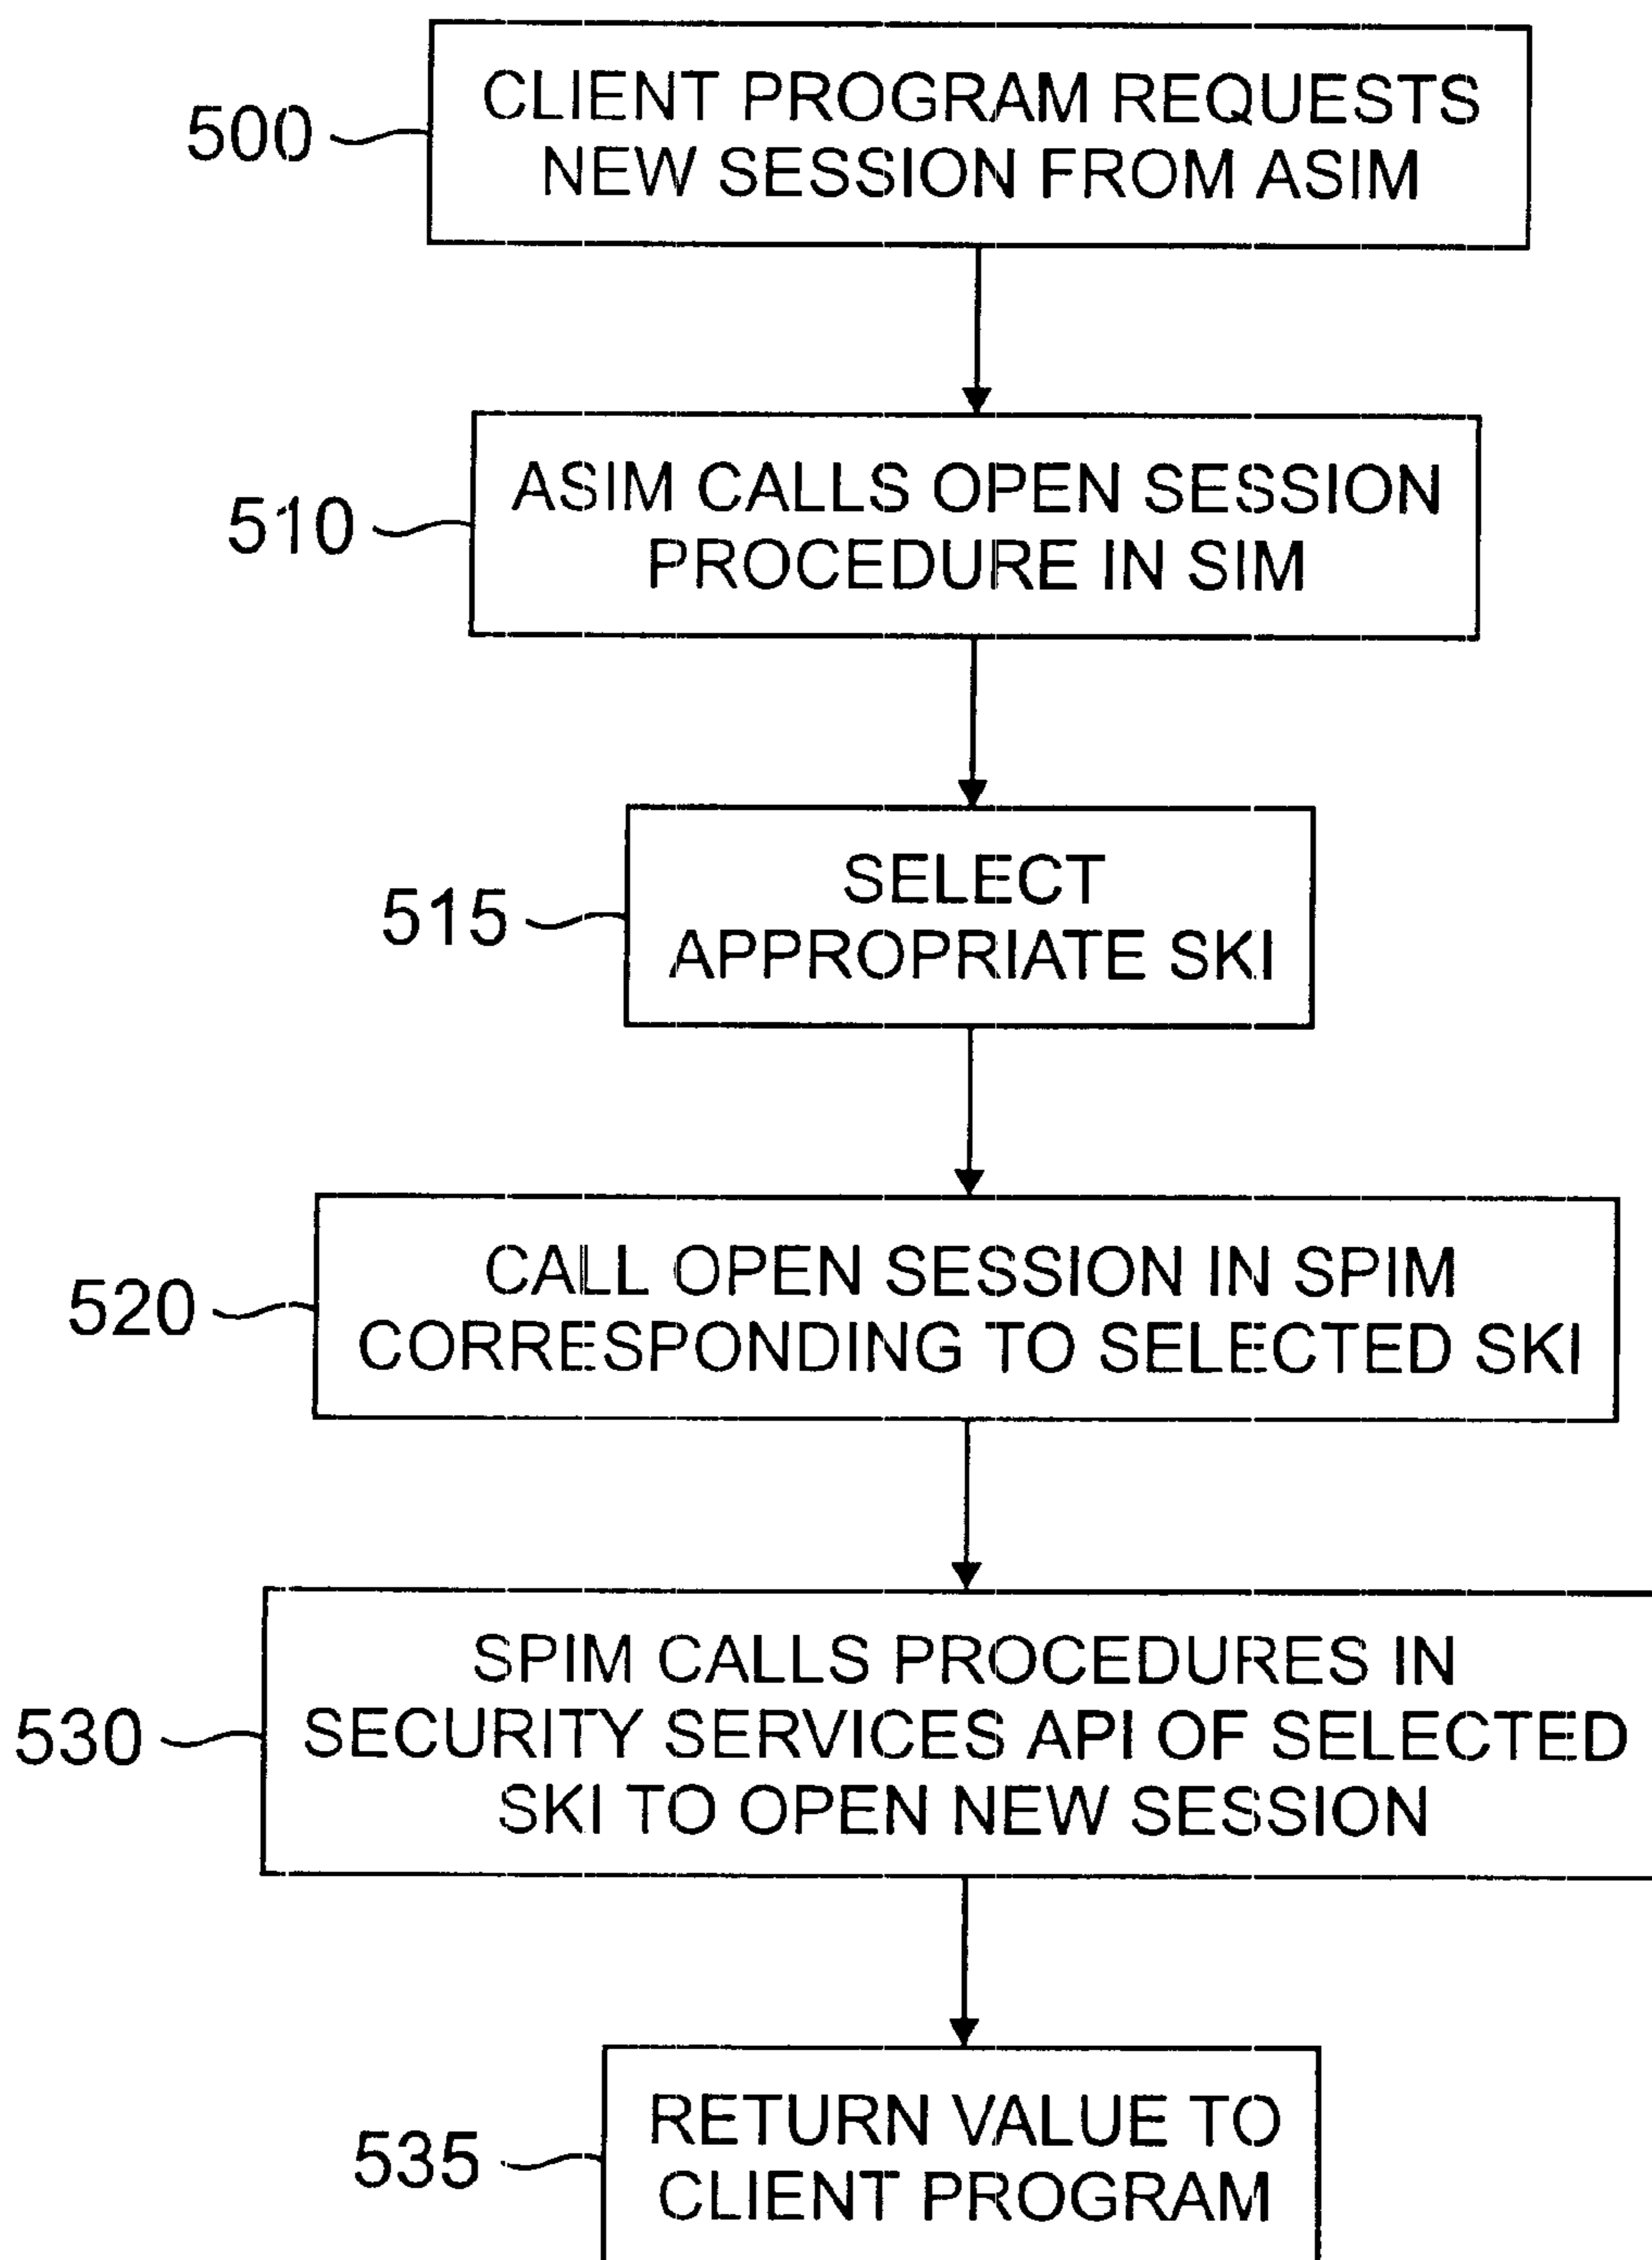 500
CLIENT PROGRAM REQUESTS
NEW SESSION FROM ASIM
510
ASIM CALLS OPEN SESSION
PROCEDURE IN SIM
515
SELECT
APPROPRIATE SKI
520
CALL OPEN SESSION IN SPIM
CORRESPONDING TO SELECTED SKI
530
SPIM CALLS PROCEDURES IN
SECURITY SERVICES API OF SELECTED
SKI TO OPEN NEW SESSION
535
RETURN VALUE TO
CLIENT PROGRAM